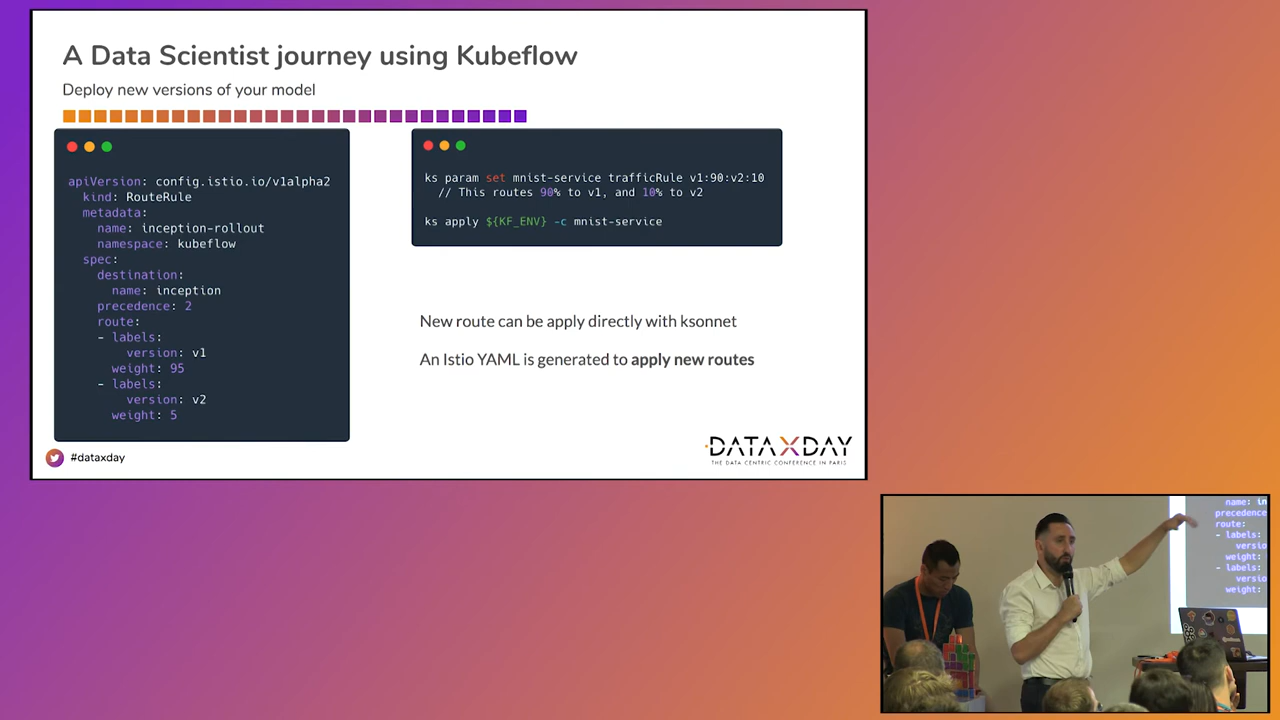 A Data Scientist journey using Kubeflow
Deploy new versions of your model
apiVersion: config.istio.io/v1alpha2
kind: RouteRule
metadata:
name: inception-rollout
namespace: kubeflow
spec:
destination:
name: inception
precedence: 2
route:
- labels:
version: v1
weight: 95
- labels:
version: v2
weight: 5
ks param set mnist-service trafficRule v1:90:v2:10
// This routes 90% to v1, and 10% to v2
ks apply ${KF_ENV} -c mnist-service
New route can be apply directly with ksonnet
An Istio YAML is generated to apply new routes
#dataxday
DATAXDAY
THE DATA CENTRIC CONFERENCE IN PARIS
name: in
precedence
route:
- labels:
versio
weight:
- labels:
versio
weight: